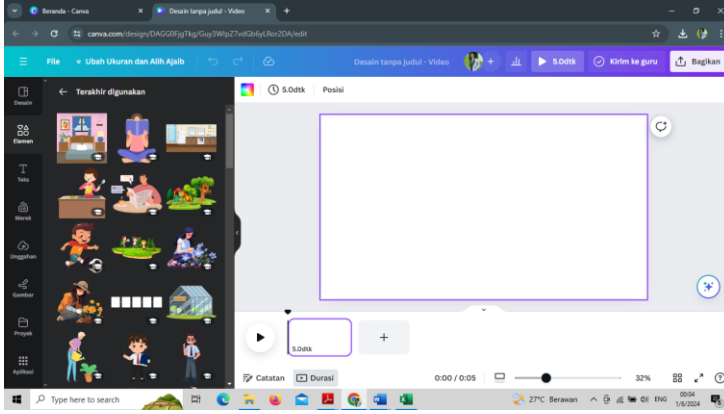 Beranda - Canva
Desain tanpa judul - Video
canva.com/design/DAGG0FjgTkg/Guy3WlpZ7vdGb6yLRor2DA/edit
File
Ubah Ukuran dan Alih Ajaib
Desain tanpa judul - Video
5.0dtk
Kirim ke guru
Bagikan
Desain
Elemen
Teks
Merek
Unggahan
Gambar
Proyek
Aplikasi
Terakhir digunakan
5.0dtk
Posisi
5.0dtk
Catatan
Durasi
0:00 / 0:05
32%
Type here to search
27°C Berawan
ENG
00:04
1/6/2024